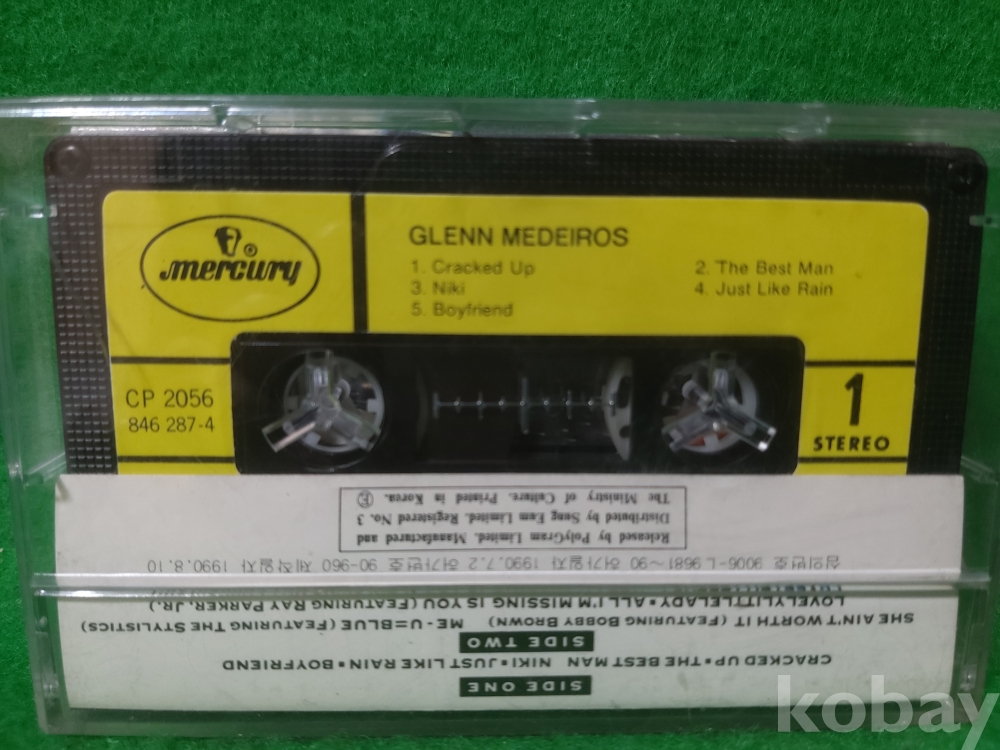 mercury
®
GLENN MEDEIROS
1. Cracked Up 2. The Best Man
3. Niki 4. Just Like Rain
5. Boyfriend
CP 2056
846 287-4
1
STEREO
SIDE ONE
CRACKED UP▪THE BEST MAN NIKI▪JUST LIKE RAIN▪BOYFRIEND
SIDE TWO
SHE AIN'T WORTH IT (FEATURING BOBBY BROWN) ME-U=BLUE (FEATURING THE STYLISTICS)
LOVELY LITTLE LADY▪ALL I'M MISSING IS YOU (FEATURING RAY PARKER, JR.)
심의번호 9006-L-9681~90 허가일자 1990.7.2 허가번호 90-960 제작일자 1990.8.10
Released by PolyGram Limited. Manufactured and
Distributed by Sung Eum Limited. Registered No. 3
The Ministry of Culture. Printed in Korea. Ⓔ
kobay